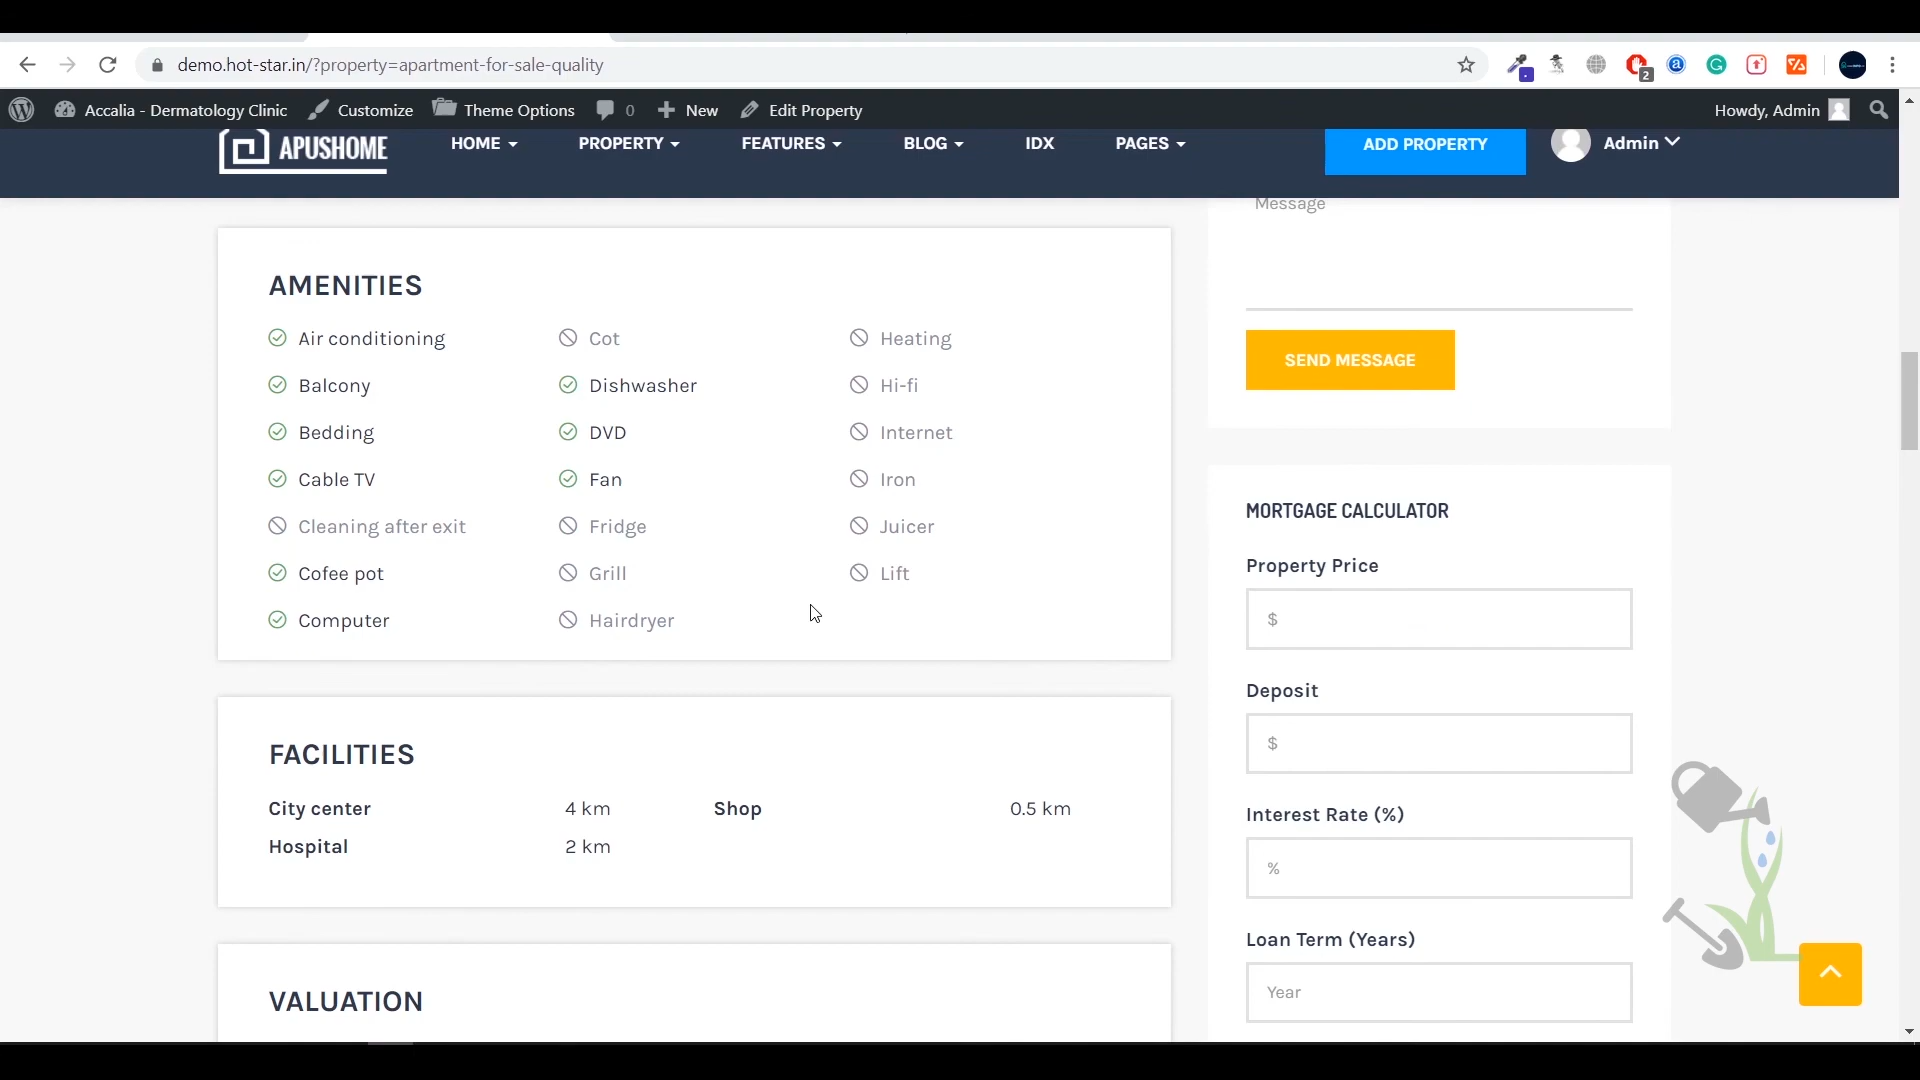 demo.hot-star.in/?property=apartment-for-sale-quality
2
Accalia - Dermatology Clinic Customize Theme Options 0 New Edit Property Howdy, Admin
APUSHOME HOME PROPERTY FEATURES BLOG IDX PAGES ADD PROPERTY Admin
Message
SEND MESSAGE
AMENITIES
Air conditioning Cot Heating
Balcony Dishwasher Hi-fi
Bedding DVD Internet
Cable TV Fan Iron
Cleaning after exit Fridge Juicer
Cofee pot Grill Lift
Computer Hairdryer
FACILITIES
City center 4 km Shop 0.5 km
Hospital 2 km
VALUATION
MORTGAGE CALCULATOR
Property Price
$
Deposit
$
Interest Rate (%)
%
Loan Term (Years)
Year